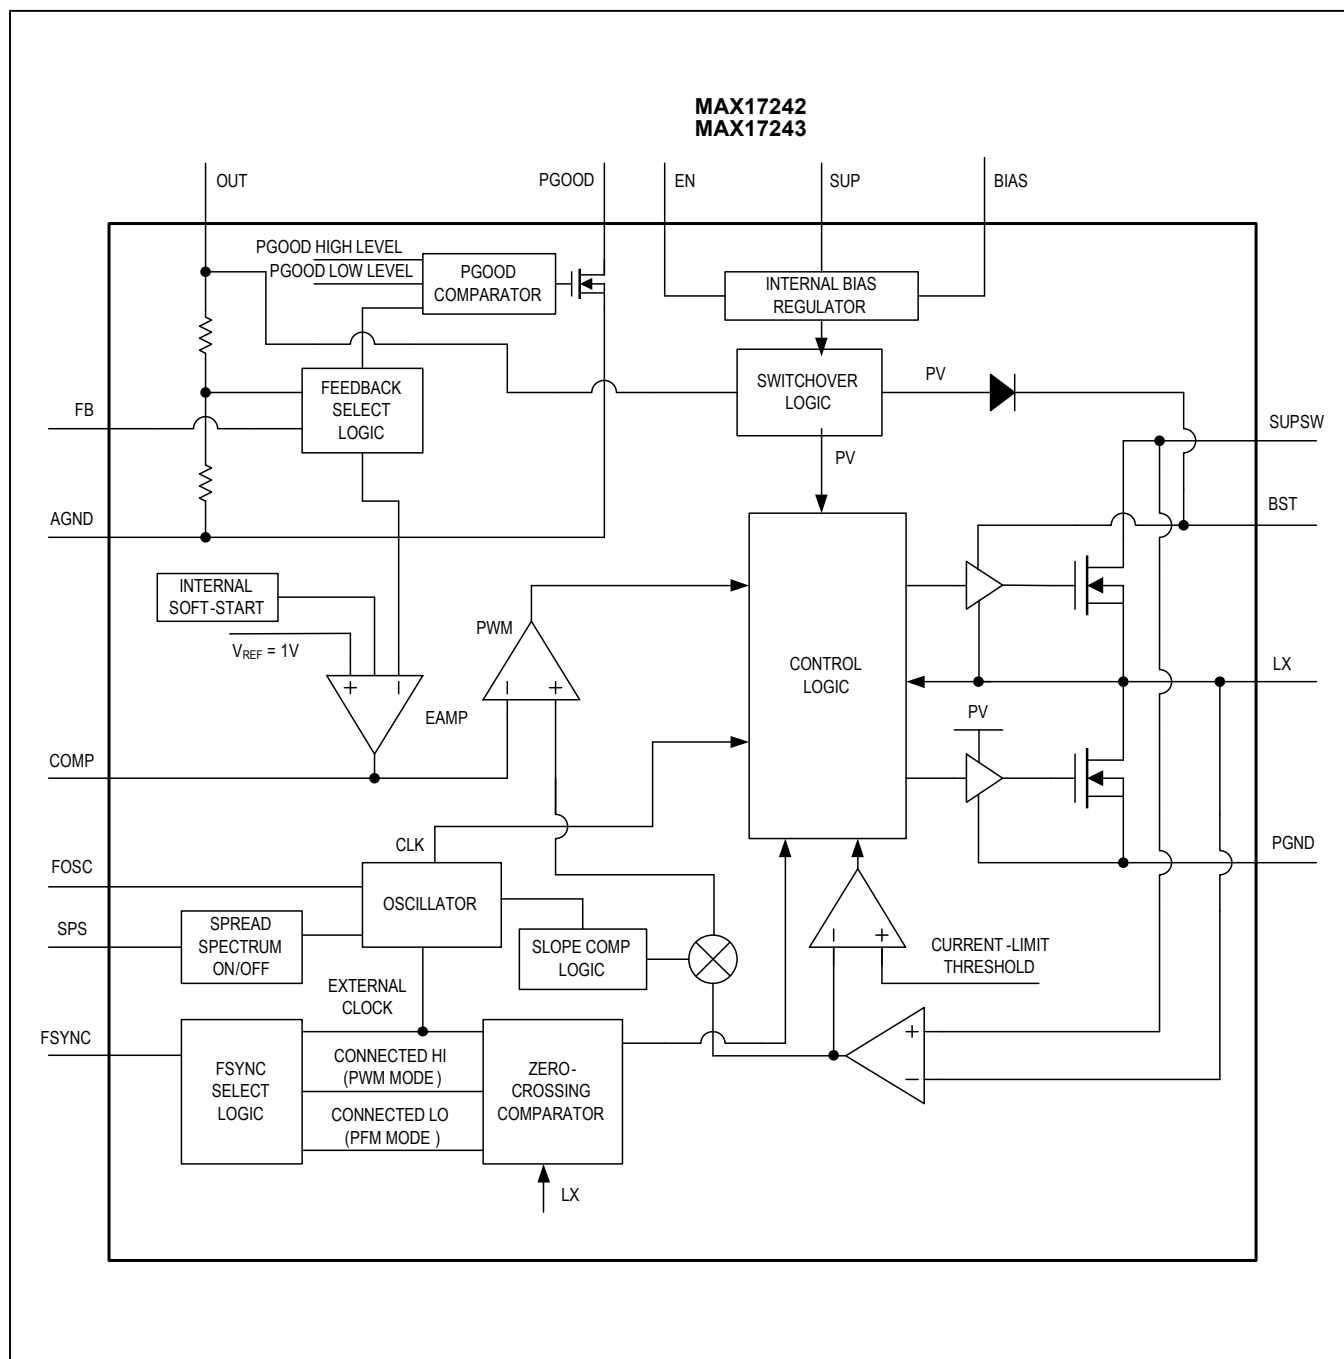 MAX17242
MAX17243
OUT
PGOOD
EN
SUP
BIAS
PGOOD HIGH LEVEL
PGOOD LOW LEVEL
PGOOD
COMPARATOR
INTERNAL BIAS
REGULATOR
FEEDBACK
SELECT
LOGIC
SWITCHOVER
LOGIC
PV
FB
SUPSW
PV
AGND
BST
INTERNAL
SOFT-START
VREF = 1V
PWM
+
–
–
+
EAMP
CONTROL
LOGIC
LX
PV
COMP
CLK
FOSC
OSCILLATOR
PGND
SPS
SPREAD
SPECTRUM
ON/OFF
SLOPE COMP
LOGIC
–
+
CURRENT-LIMIT
THRESHOLD
EXTERNAL
CLOCK
FSYNC
FSYNC
SELECT
LOGIC
CONNECTED HI
(PWM MODE )
CONNECTED LO
(PFM MODE )
ZERO-
CROSSING
COMPARATOR
+
–
LX